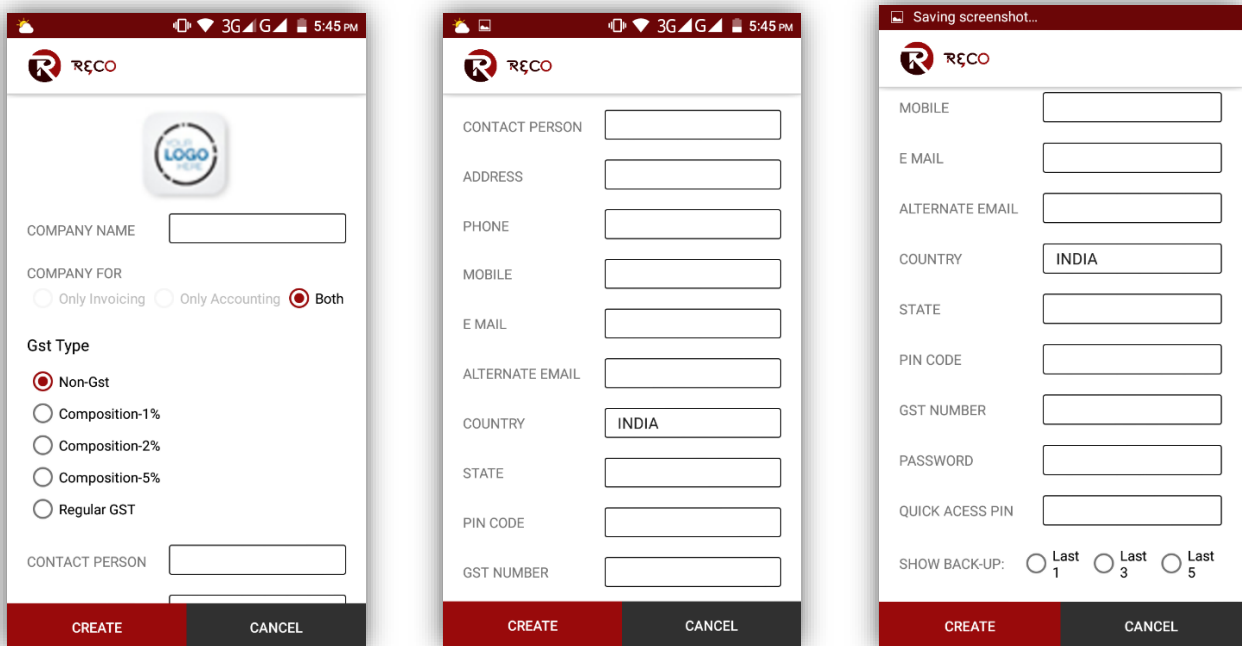 3G G 5:45 PM
RECO
YOUR
LOGO
HERE
COMPANY NAME
COMPANY FOR
Only Invoicing Only Accounting Both
Gst Type
Non-Gst
Composition-1%
Composition-2%
Composition-5%
Regular GST
CONTACT PERSON
CREATE CANCEL
3G G 5:45 PM
RECO
CONTACT PERSON
ADDRESS
PHONE
MOBILE
E MAIL
ALTERNATE EMAIL
COUNTRY INDIA
STATE
PIN CODE
GST NUMBER
CREATE CANCEL
Saving screenshot...
RECO
MOBILE
E MAIL
ALTERNATE EMAIL
COUNTRY INDIA
STATE
PIN CODE
GST NUMBER
PASSWORD
QUICK ACESS PIN
SHOW BACK-UP: Last 1 Last 3 Last 5
CREATE CANCEL